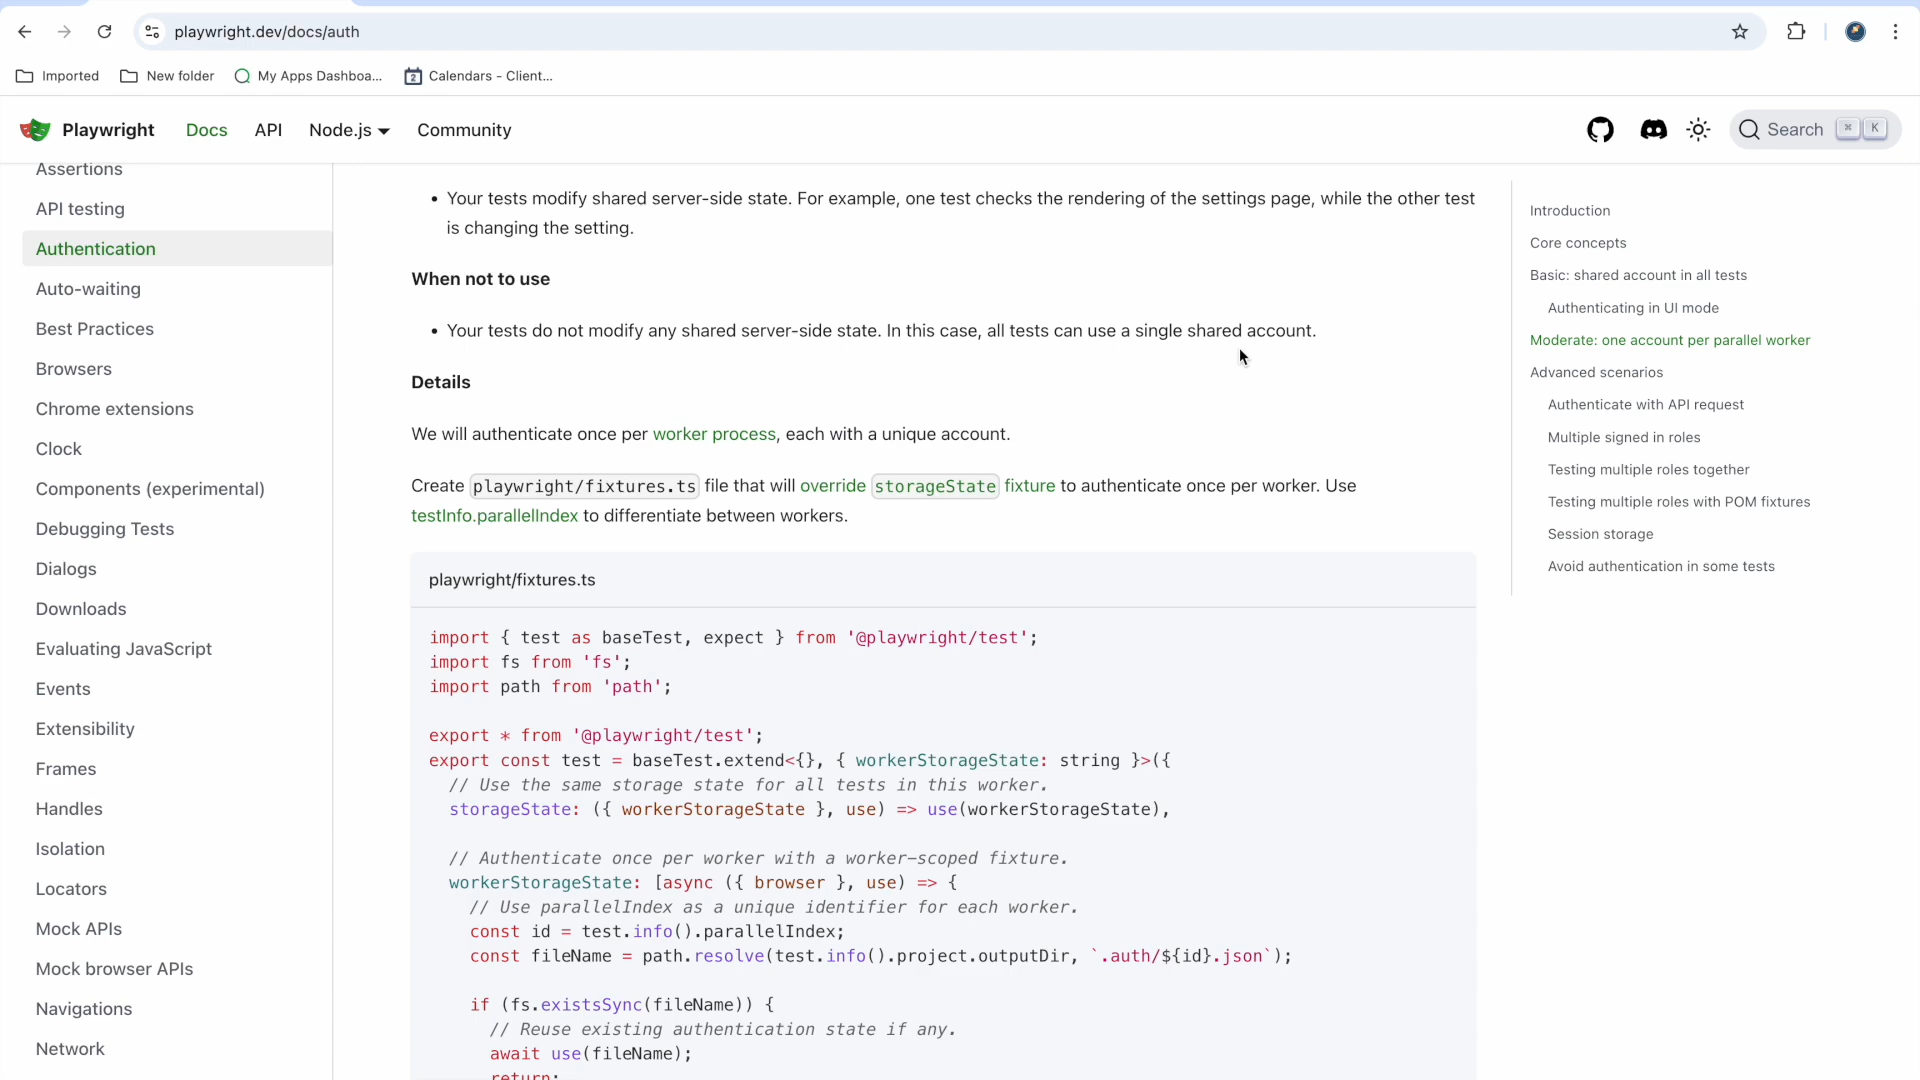 playwright.dev/docs/auth
Imported
New folder
My Apps Dashboa...
2
Calendars - Client...
Playwright
Docs
API
Node.js
Community
Search
⌘
K
Assertions
API testing
Authentication
Auto-waiting
Best Practices
Browsers
Chrome extensions
Clock
Components (experimental)
Debugging Tests
Dialogs
Downloads
Evaluating JavaScript
Events
Extensibility
Frames
Handles
Isolation
Locators
Mock APIs
Mock browser APIs
Navigations
Network
• Your tests modify shared server-side state. For example, one test checks the rendering of the settings page, while the other test
is changing the setting.
When not to use
• Your tests do not modify any shared server-side state. In this case, all tests can use a single shared account.
Details
We will authenticate once per worker process, each with a unique account.
Create playwright/fixtures.ts file that will override storageState fixture to authenticate once per worker. Use
testInfo.parallelIndex to differentiate between workers.
playwright/fixtures.ts
import { test as baseTest, expect } from '@playwright/test';
import fs from 'fs';
import path from 'path';
export * from '@playwright/test';
export const test = baseTest.extend<{}, { workerStorageState: string }>({
// Use the same storage state for all tests in this worker.
storageState: ({ workerStorageState }, use) => use(workerStorageState),
// Authenticate once per worker with a worker-scoped fixture.
workerStorageState: [async ({ browser }, use) => {
// Use parallelIndex as a unique identifier for each worker.
const id = test.info().parallelIndex;
const fileName = path.resolve(test.info().project.outputDir, `.auth/${id}.json`);
if (fs.existsSync(fileName)) {
// Reuse existing authentication state if any.
await use(fileName);
return;
Introduction
Core concepts
Basic: shared account in all tests
Authenticating in UI mode
Moderate: one account per parallel worker
Advanced scenarios
Authenticate with API request
Multiple signed in roles
Testing multiple roles together
Testing multiple roles with POM fixtures
Session storage
Avoid authentication in some tests